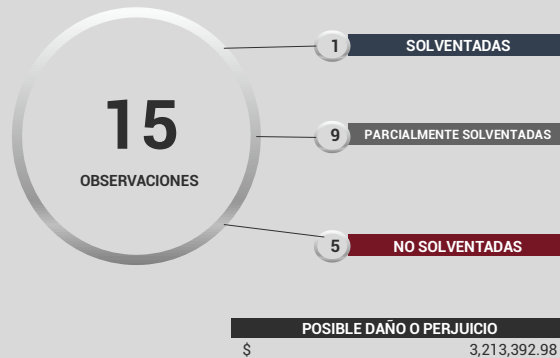 15
OBSERVACIONES
1 SOLVENTADAS
9 PARCIALMENTE SOLVENTADAS
5 NO SOLVENTADAS
POSIBLE DAÑO O PERJUICIO
$ 3,213,392.98